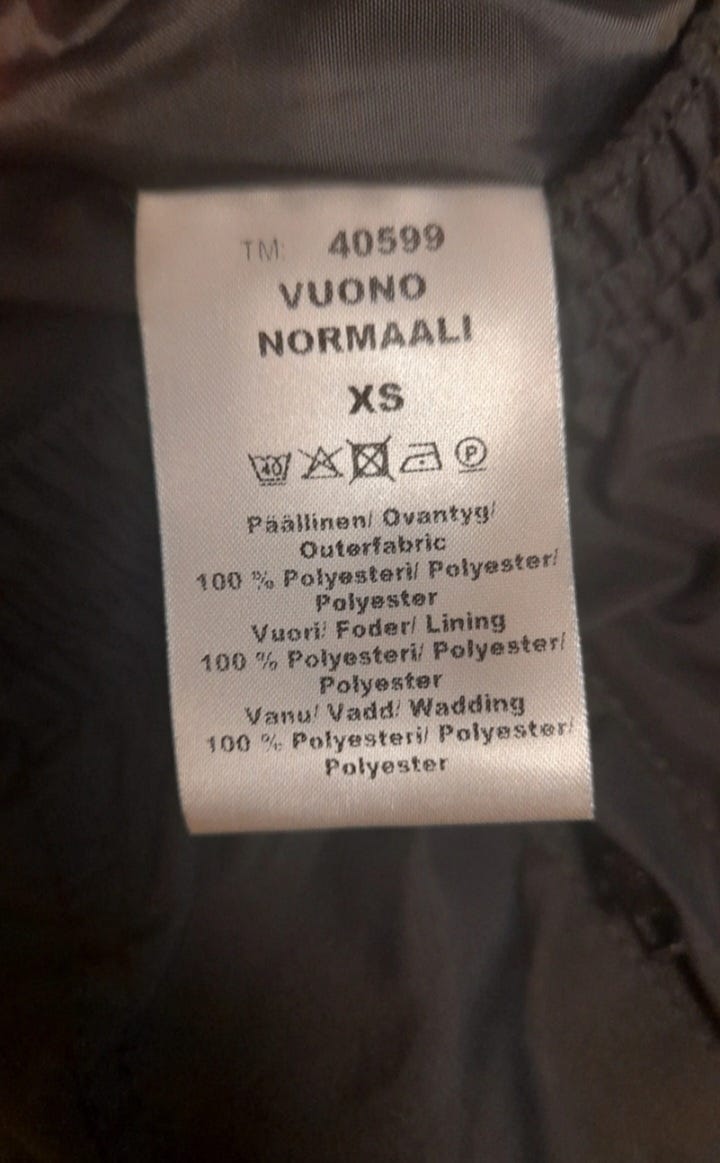 TM: 40599
VUONO
NORMAALI
XS
40 P
Päällinen/ Ovantyg/
Outerfabric
100 % Polyesteri/ Polyester/
Polyester
Vuori/ Foder/ Lining
100 % Polyesteri/ Polyester/
Polyester
Vanu/ Vadd/ Wadding
100 % Polyesteri/ Polyester/
Polyester